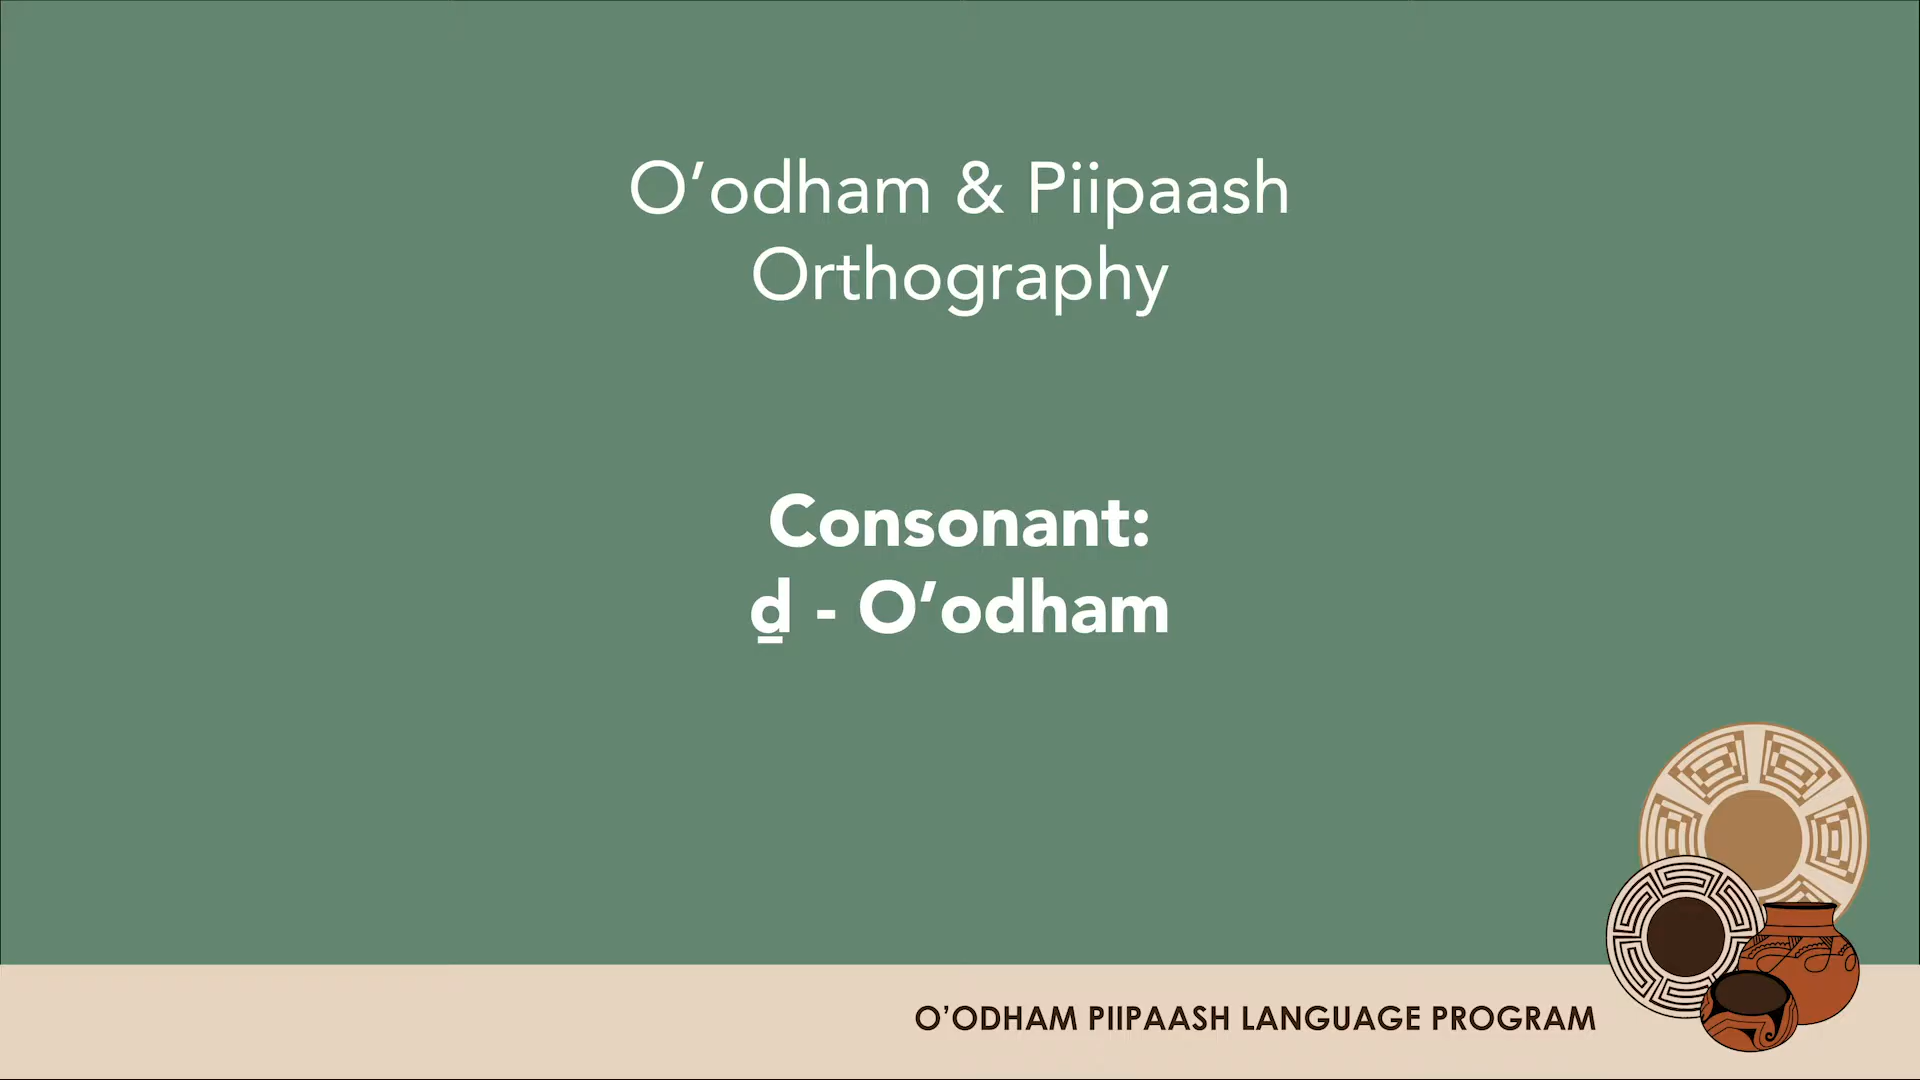 O’odham & Piipaash
Orthography
Consonant:
ḏ - O’odham
O’ODHAM PIIPAASH LANGUAGE PROGRAM